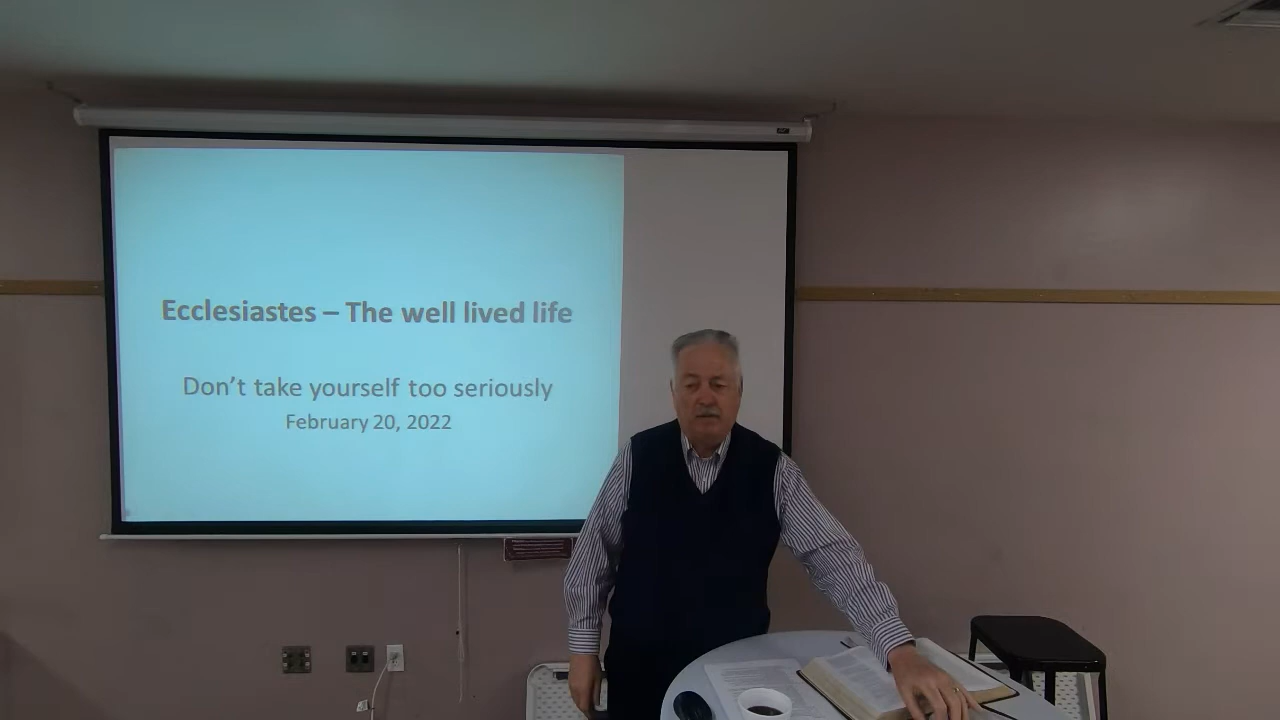 Ecclesiastes – The well lived life
Don't take yourself too seriously
February 20, 2022